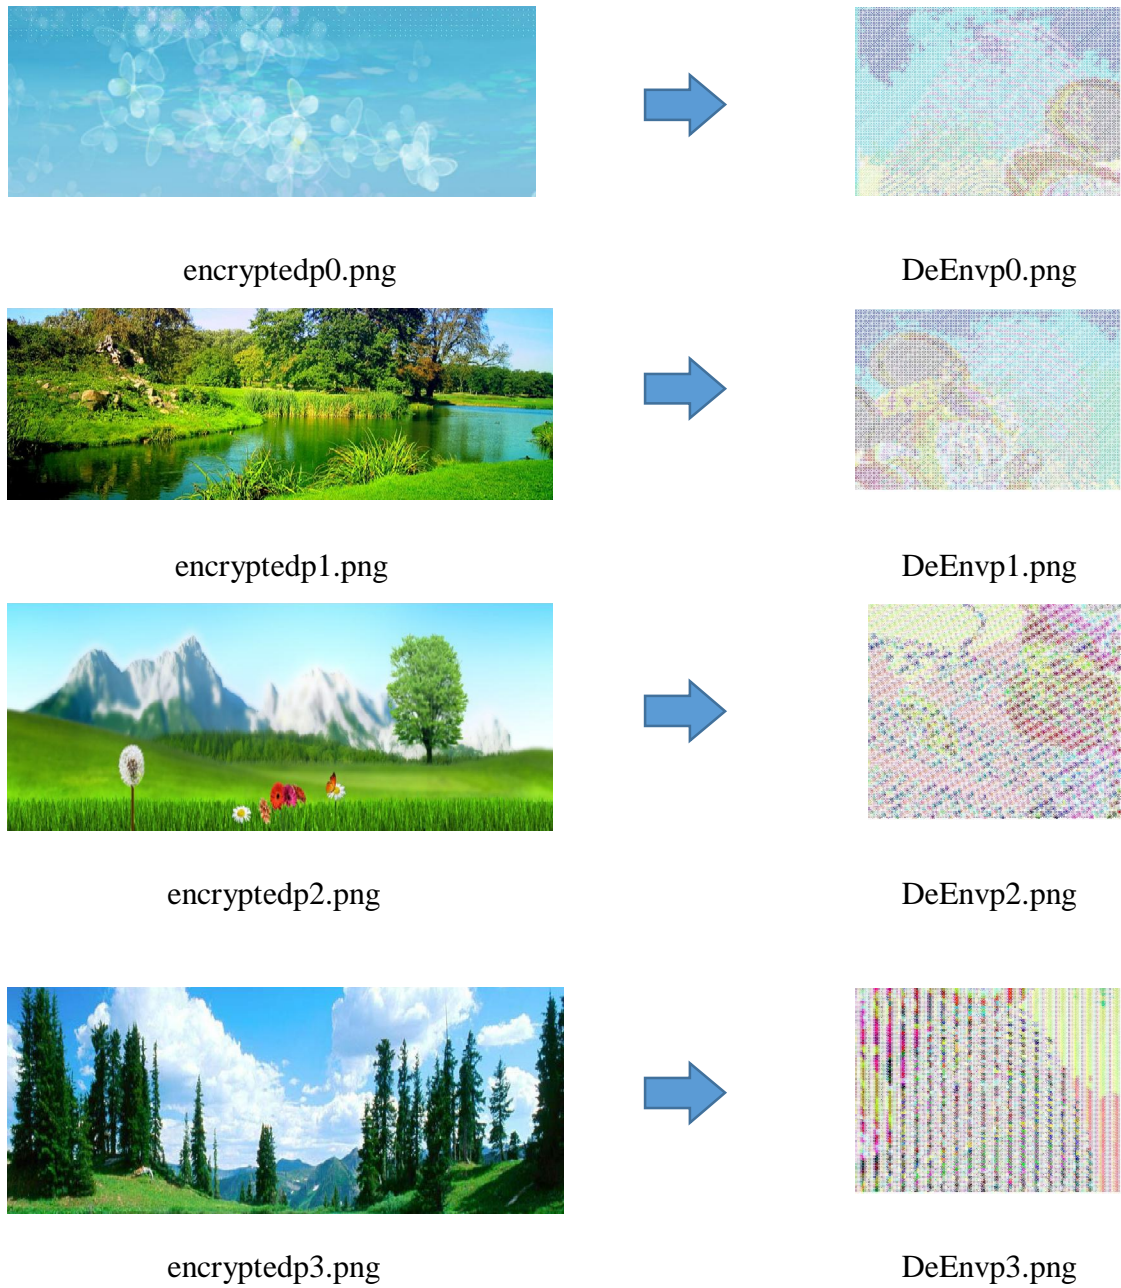 encryptedp0.png DeEnvp0.png
encryptedp1.png DeEnvp1.png
encryptedp2.png DeEnvp2.png
encryptedp3.png DeEnvp3.png